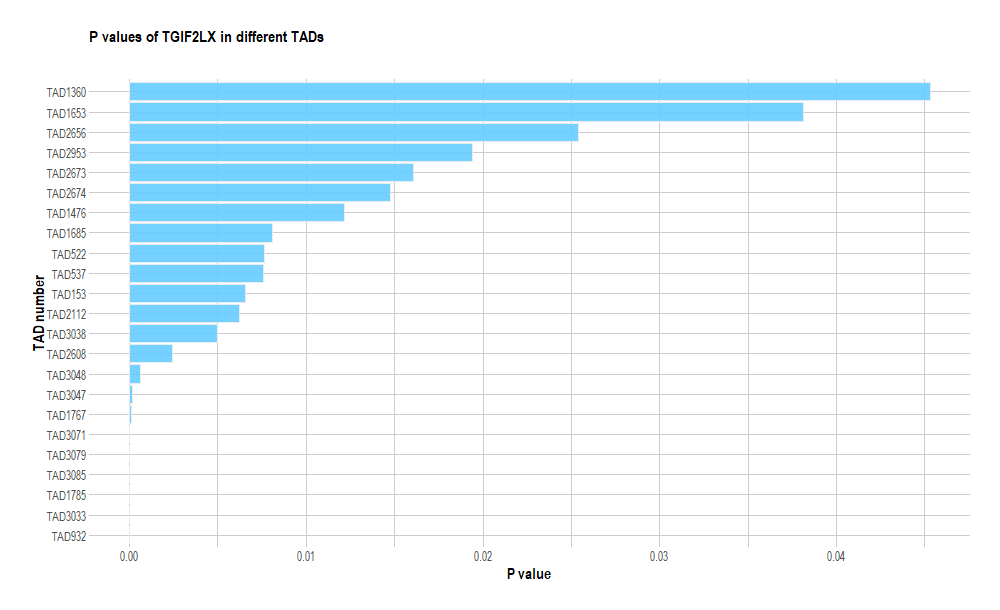 P values of TGIF2LX in different TADs
TAD number
TAD1360
TAD1653
TAD2656
TAD2953
TAD2673
TAD2674
TAD1476
TAD1685
TAD522
TAD537
TAD153
TAD2112
TAD3038
TAD2608
TAD3048
TAD3047
TAD1767
TAD3071
TAD3079
TAD3085
TAD1785
TAD3033
TAD932
0.00 0.01 0.02 0.03 0.04
P value